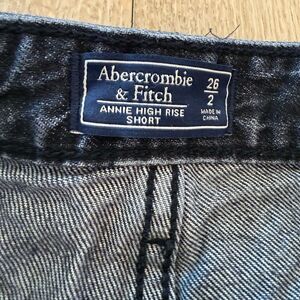 Abercrombie
& Fitch
ANNIE HIGH RISE
SHORT
26
2
MADE IN
CHINA